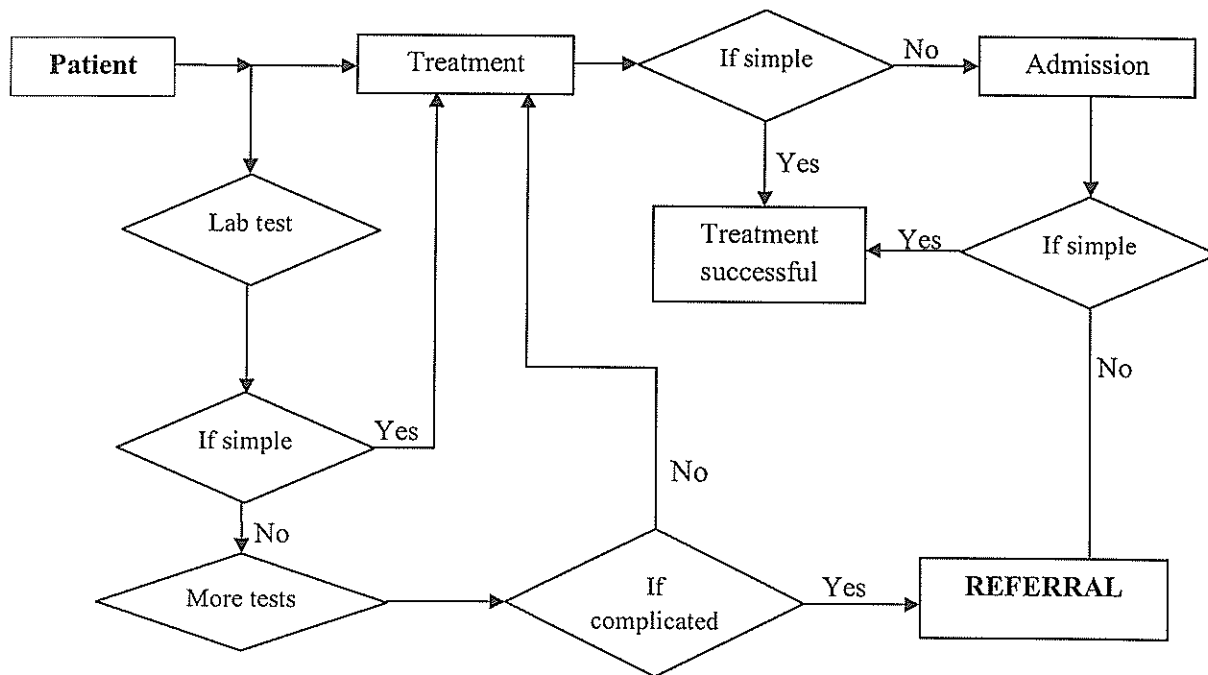 Patient
Treatment
If simple
No
Admission
Yes
Lab test
Treatment
successful
Yes
If simple
No
If simple
Yes
No
No
More tests
If
complicated
Yes
REFERRAL